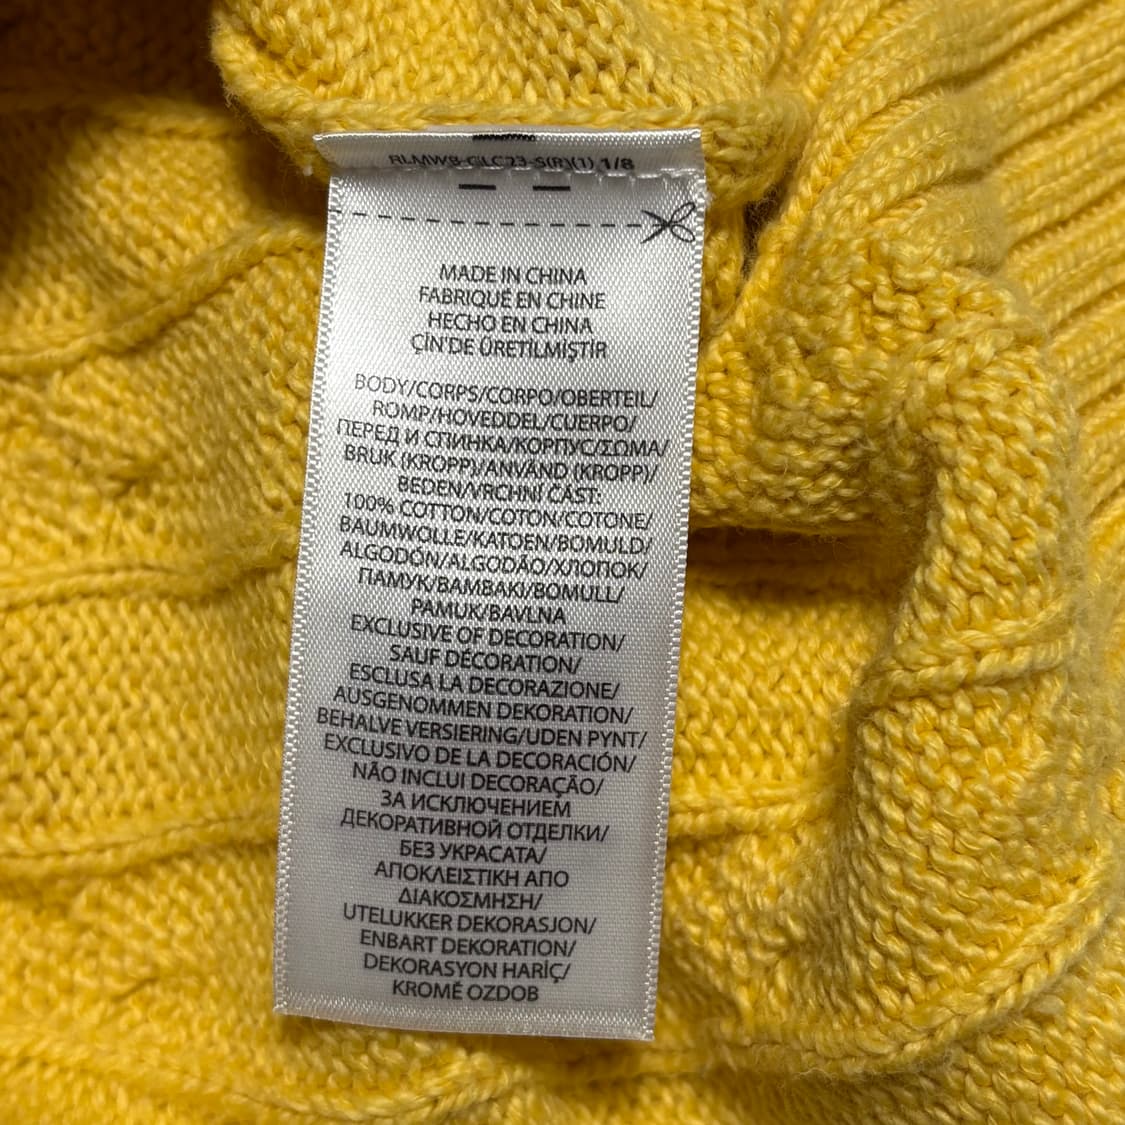 RLMWB-GLC23-S(R)(1) 1/8
MADE IN CHINA
FABRIQUÉ EN CHINE
HECHO EN CHINA
ÇİN'DE ÜRETİLMİŞTİR
BODY/CORPS/CORPO/OBERTEIL/
ROMP/HOVEDDEL/CUERPO/
ПЕРЕД И СПИНКА/КОРПУС/ΣΩΜΑ/
BRUK (KROPP)/ANVÄND (KROPP)/
BEDEN/VRCHNÍ CÁST:
100% COTTON/COTON/COTONE/
BAUMWOLLE/KATOEN/BOMULD/
ALGODÓN/ALGODÃO/ХЛОПОК/
ПАМУК/ΒΑΜΒΑΚΙ/BOMULL/
PAMUK/BAVLNA
EXCLUSIVE OF DECORATION/
SAUF DÉCORATION/
ESCLUSA LA DECORAZIONE/
AUSGENOMMEN DEKORATION/
BEHALVE VERSIERING/UDEN PYNT/
EXCLUSIVO DE LA DECORACIÓN/
NÃO INCLUI DECORAÇÃO/
ЗА ИСКЛЮЧЕНИЕМ
ДЕКОРАТИВНОЙ ОТДЕЛКИ/
БЕЗ УКРАСАТА/
ΑΠΟΚΛΕΙΣΤΙΚΗ ΑΠΟ
ΔΙΑΚΟΣΜΗΣΗ/
UTELUKKER DEKORASJON/
ENBART DEKORATION/
DEKORASYON HARİÇ/
KROMĚ OZDOB